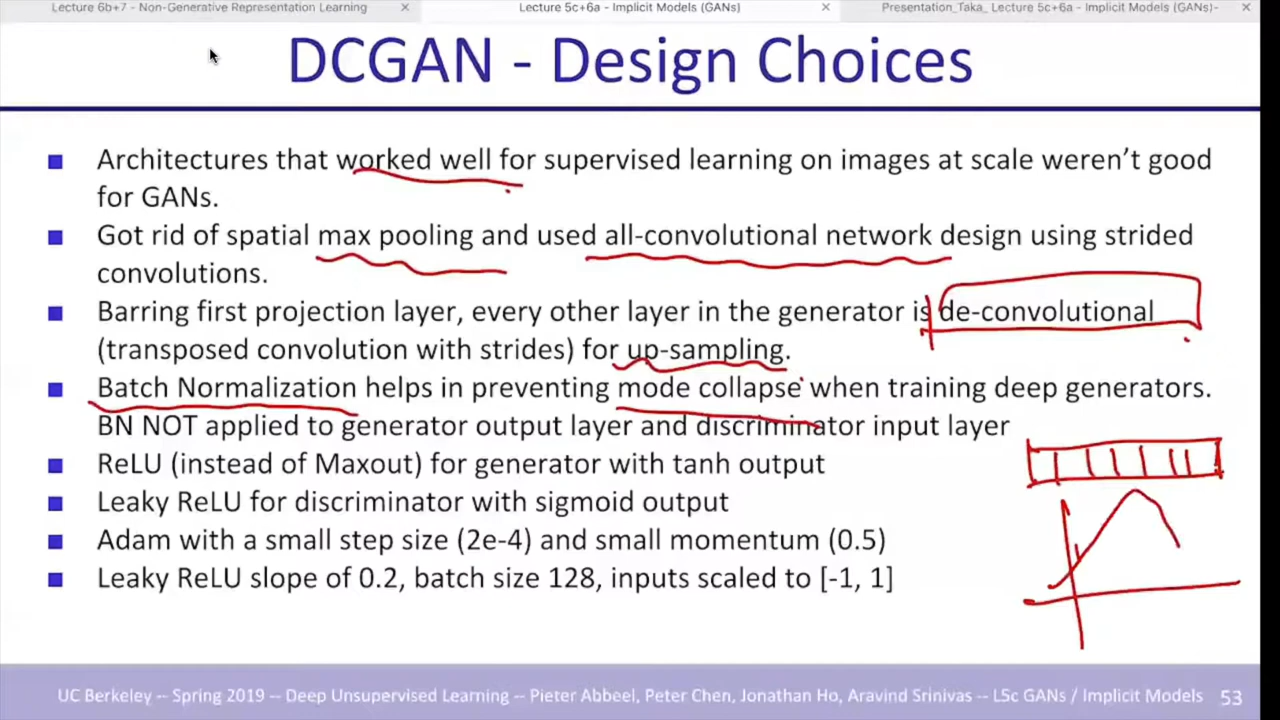 Lecture 6b+7 - Non-Generative Representation Learning
Lecture 5c+6a - Implicit Models (GANs)
Presentation_Taka_ Lecture 5c+6a - Implicit Models (GANs)-
DCGAN - Design Choices
Architectures that worked well for supervised learning on images at scale weren't good
for GANs.
Got rid of spatial max pooling and used all-convolutional network design using strided
convolutions.
Barring first projection layer, every other layer in the generator is de-convolutional
(transposed convolution with strides) for up-sampling.
Batch Normalization helps in preventing mode collapse when training deep generators.
BN NOT applied to generator output layer and discriminator input layer
ReLU (instead of Maxout) for generator with tanh output
Leaky ReLU for discriminator with sigmoid output
Adam with a small step size (2e-4) and small momentum (0.5)
Leaky ReLU slope of 0.2, batch size 128, inputs scaled to [-1, 1]
UC Berkeley -- Spring 2019 -- Deep Unsupervised Learning -- Pieter Abbeel, Peter Chen, Jonathan Ho, Aravind Srinivas -- L5c GANs / Implicit Models 53